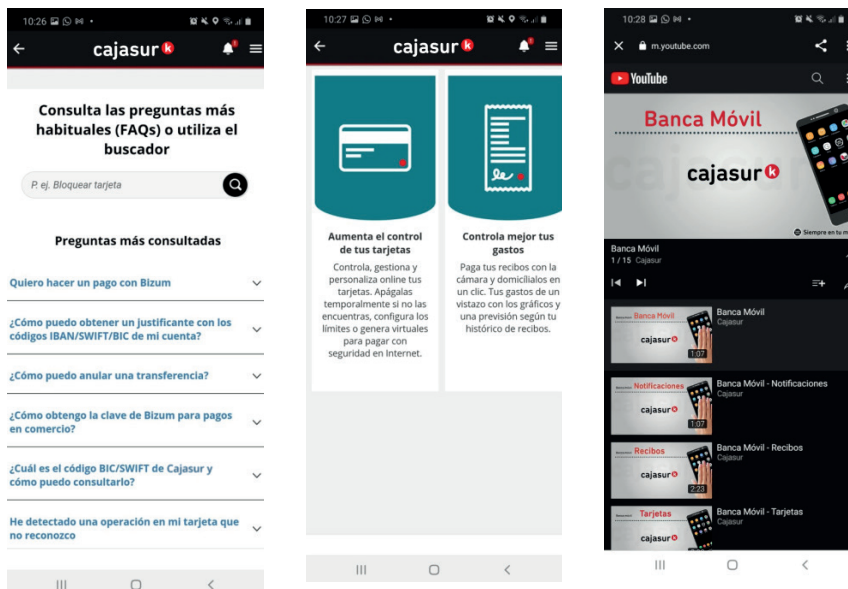 10:26
cajasur k
Consulta las preguntas más
habituales (FAQs) o utiliza el
buscador
P. ej. Bloquear tarjeta
Preguntas más consultadas
Quiero hacer un pago con Bizum
¿Cómo puedo obtener un justificante con los
códigos IBAN/SWIFT/BIC de mi cuenta?
¿Cómo puedo anular una transferencia?
¿Cómo obtengo la clave de Bizum para pagos
en comercio?
¿Cuál es el código BIC/SWIFT de Cajasur y
cómo puedo consultarlo?
He detectado una operación en mi tarjeta que
no reconozco
10:27
cajasur k
Aumenta el control
de tus tarjetas
Controla, gestiona y
personaliza online tus
tarjetas. Apágalas
temporalmente si no las
encuentras, configura los
límites o genera virtuales
para pagar con
seguridad en Internet.
Controla mejor tus
gastos
Paga tus recibos con la
cámara y domicílialos en
un clic. Tus gastos de un
vistazo con los gráficos y
una previsión según tu
histórico de recibos.
10:28
m.youtube.com
YouTube
Banca Móvil
cajasur k
Siempre en tu m
Banca Móvil
1 / 15 Cajasur
Banca Móvil
cajasur
1:07
Banca Móvil
Cajasur
Notificaciones
cajasur
1:07
Banca Móvil - Notificaciones
Cajasur
Recibos
cajasur
2:23
Banca Móvil - Recibos
Cajasur
Tarjetas
cajasur
Banca Móvil - Tarjetas
Cajasur